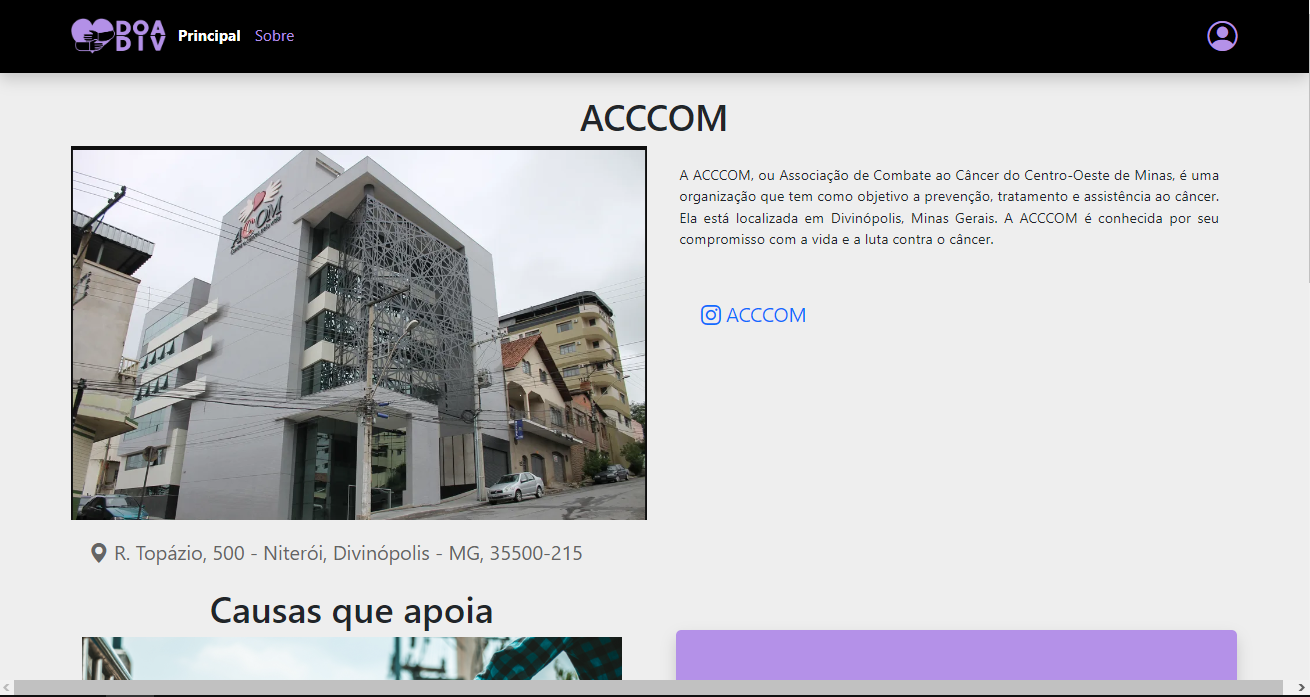 DOA
DIV
Principal
Sobre
ACCCOM
ACCCOM
A ACCCOM, ou Associação de Combate ao Câncer do Centro-Oeste de Minas, é uma
organização que tem como objetivo a prevenção, tratamento e assistência ao câncer.
Ela está localizada em Divinópolis, Minas Gerais. A ACCCOM é conhecida por seu
compromisso com a vida e a luta contra o câncer.
ACCCOM
R. Topázio, 500 - Niterói, Divinópolis - MG, 35500-215
Causas que apoia